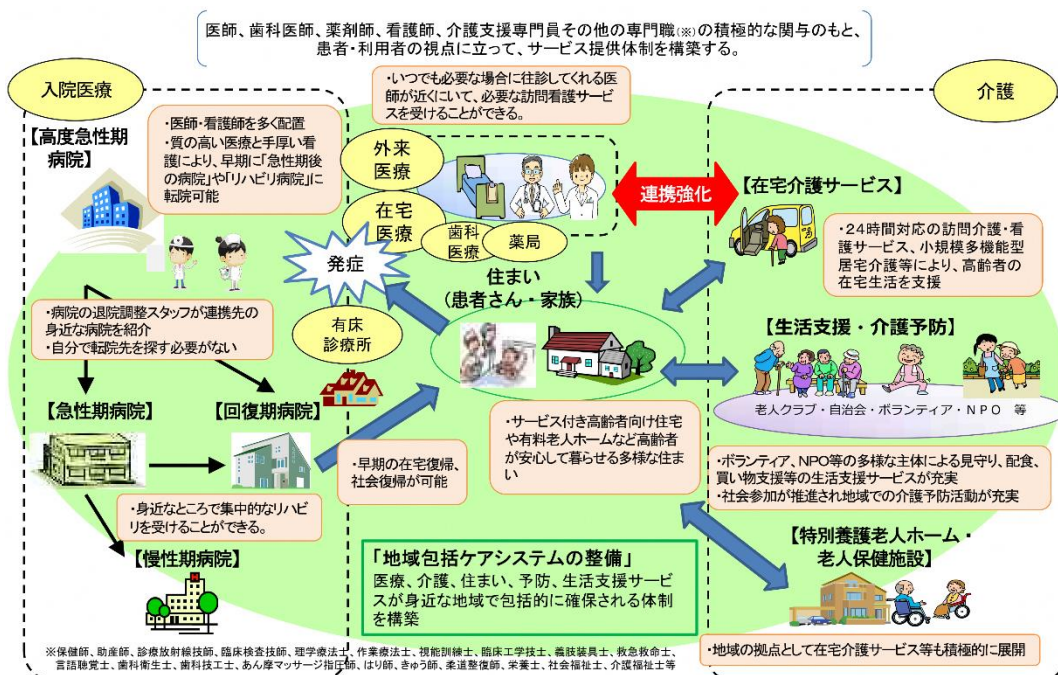 医師、歯科医師、薬剤師、看護師、介護支援専門員その他の専門職(※)の積極的な関与のもと、
患者・利用者の視点に立って、サービス提供体制を構築する。
入院医療
介護
・いつでも必要な場合に往診してくれる医
師が近くにいて、必要な訪問看護サービ
スを受けることができる。
【高度急性期
病院】
・医師・看護師を多く配置
・質の高い医療と手厚い看
護により、早期に「急性期後
の病院」や「リハビリ病院」に
転院可能
外来
医療
在宅
医療
歯科
医療
薬局
連携強化
【在宅介護サービス】
・24時間対応の訪問介護・看
護サービス、小規模多機能型
居宅介護等により、高齢者の
在宅生活を支援
発症
住まい
(患者さん・家族)
・病院の退院調整スタッフが連携先の
身近な病院を紹介
・自分で転院先を探す必要がない
有床
診療所
【生活支援・介護予防】
老人クラブ・自治会・ボランティア・NPO 等
【急性期病院】
【回復期病院】
・早期の在宅復帰、
社会復帰が可能
・サービス付き高齢者向け住宅
や有料老人ホームなど高齢者
が安心して暮らせる多様な住ま
い
・ボランティア、NPO等の多様な主体による見守り、配食、
買い物支援等の生活支援サービスが充実
・社会参加が推進され地域での介護予防活動が充実
・身近なところで集中的なリハビ
リを受けることができる。
【慢性期病院】
「地域包括ケアシステムの整備」
医療、介護、住まい、予防、生活支援サービ
スが身近な地域で包括的に確保される体制
を構築
【特別養護老人ホーム・
老人保健施設】
・地域の拠点として在宅介護サービス等も積極的に展開
※保健師、助産師、診療放射線技師、臨床検査技師、理学療法士、作業療法士、視能訓練士、臨床工学技士、義肢装具士、救急救命士、
言語聴覚士、歯科衛生士、歯科技工士、あん摩マッサージ指圧師、はり師、きゅう師、柔道整復師、栄養士、社会福祉士、介護福祉士等